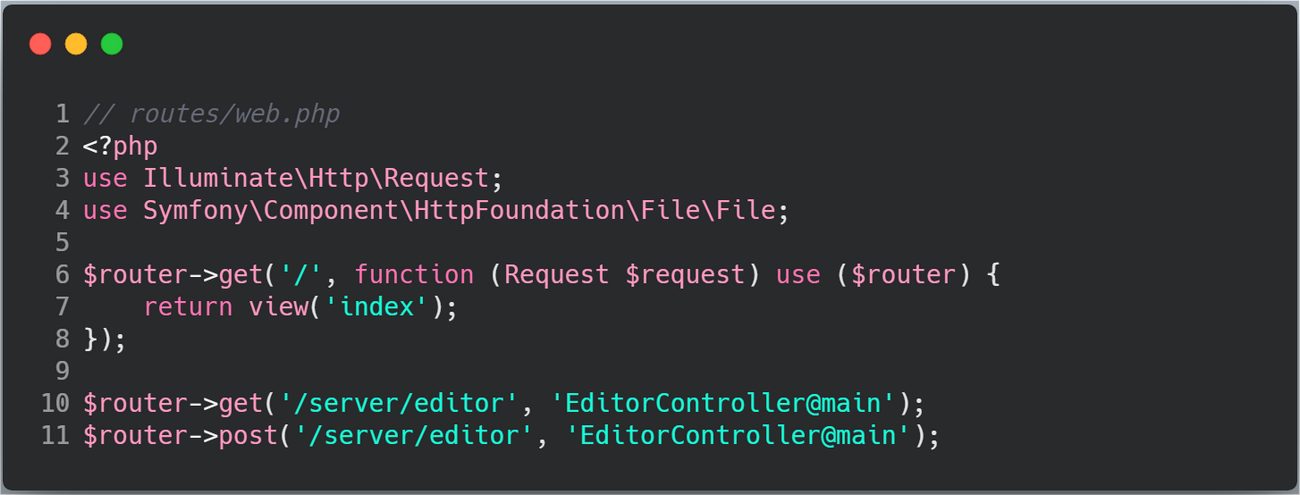 1 // routes/web.php
2 <?php
3 use Illuminate\Http\Request;
4 use Symfony\Component\HttpFoundation\File\File;
5
6 $router->get('/', function (Request $request) use ($router) {
7     return view('index');
8 });
9
10 $router->get('/server/editor', 'EditorController@main');
11 $router->post('/server/editor', 'EditorController@main');